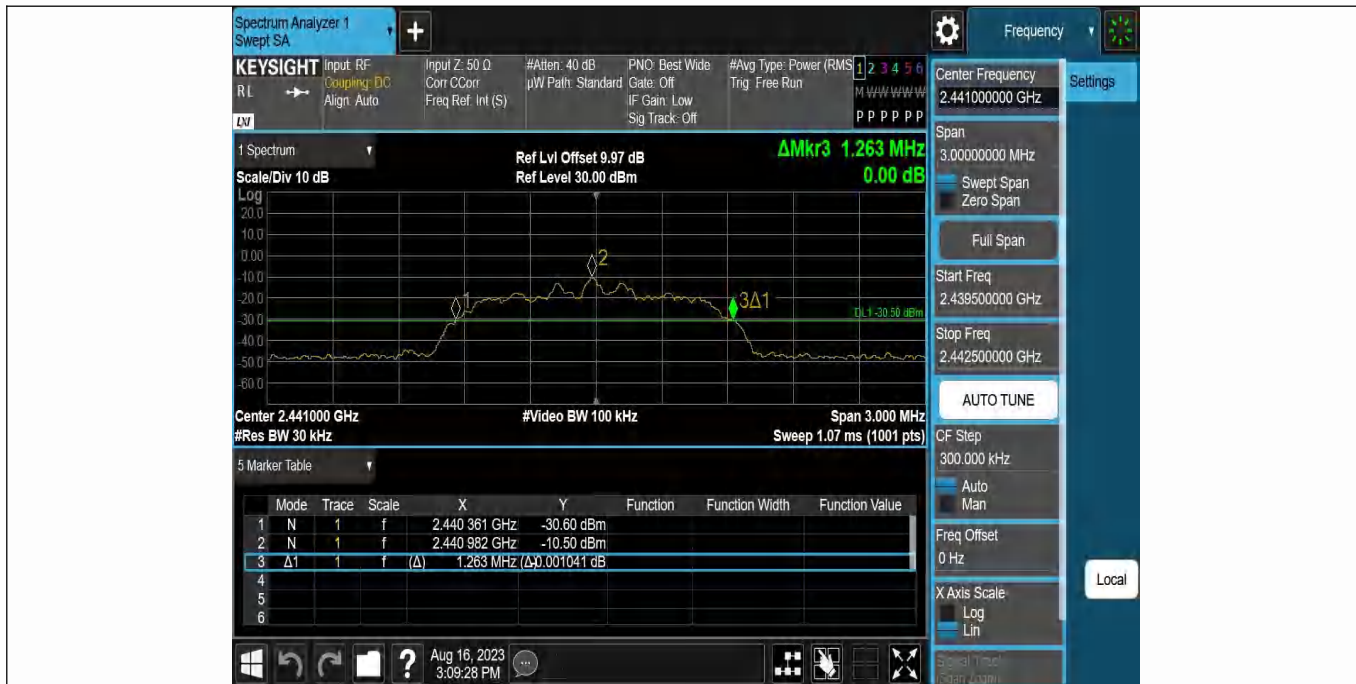 Spectrum Analyzer 1
Swept SA
+
Frequency
KEYSIGHT
RL
LXI
Input: RF
Coupling: DC
Align: Auto
Input Z: 50 Ω
Corr CCorr
Freq Ref: Int (S)
#Atten: 40 dB
µW Path: Standard
PNO: Best Wide
Gate: Off
IF Gain: Low
Sig Track: Off
#Avg Type: Power (RMS
Trig: Free Run
1 2 3 4 5 6
M W W W W W
P P P P P P
1 Spectrum
Scale/Div 10 dB
Ref Lvl Offset 9.97 dB
Ref Level 30.00 dBm
ΔMkr3 1.263 MHz
0.00 dB
Log
20.0
10.0
0.00
-10.0
-20.0
-30.0
-40.0
-50.0
-60.0
1
2
3Δ1
DL1 -30.50 dBm
Center 2.441000 GHz
#Video BW 100 kHz
Span 3.000 MHz
#Res BW 30 kHz
Sweep 1.07 ms (1001 pts)
5 Marker Table
Mode Trace Scale X Y Function Function Width Function Value
1 N 1 f 2.440 361 GHz -30.60 dBm
2 N 1 f 2.440 982 GHz -10.50 dBm
3 Δ1 1 f (Δ) 1.263 MHz (Δ) -0.001041 dB
4
5
6
?
Aug 16, 2023
3:09:28 PM
Center Frequency
2.441000000 GHz
Settings
Span
3.00000000 MHz
Swept Span
Zero Span
Full Span
Start Freq
2.439500000 GHz
Stop Freq
2.442500000 GHz
AUTO TUNE
CF Step
300.000 kHz
Auto
Man
Freq Offset
0 Hz
X Axis Scale
Log
Lin
Local
Signal Track
(Span Zoom)